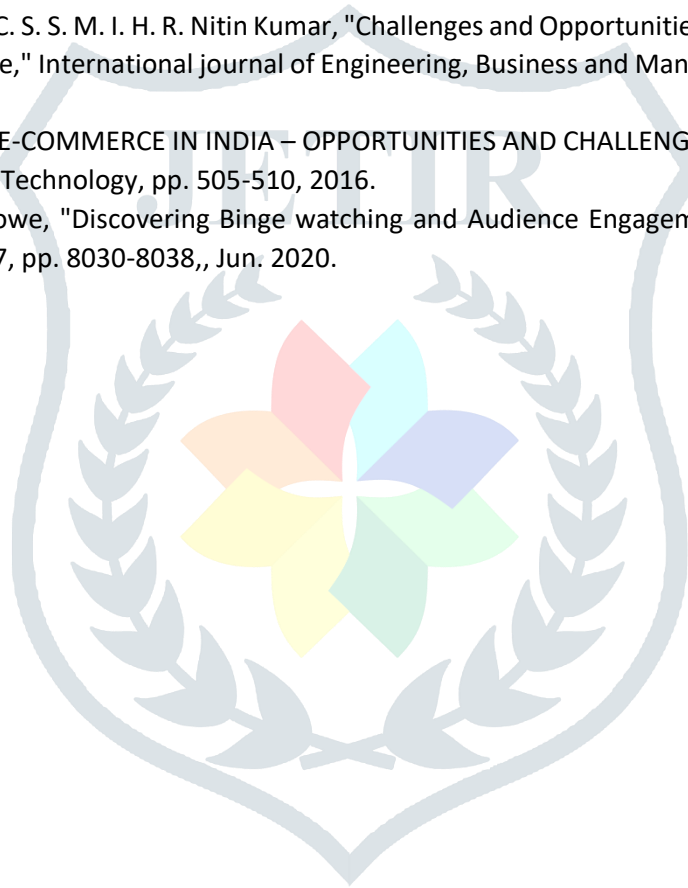 C. S. S. M. I. H. R. Nitin Kumar, "Challenges and Opportunitie
e," International journal of Engineering, Business and Man
E-COMMERCE IN INDIA – OPPORTUNITIES AND CHALLENG
JETIR
Technology, pp. 505-510, 2016.
owe, "Discovering Binge watching and Audience Engagem
7, pp. 8030-8038,, Jun. 2020.